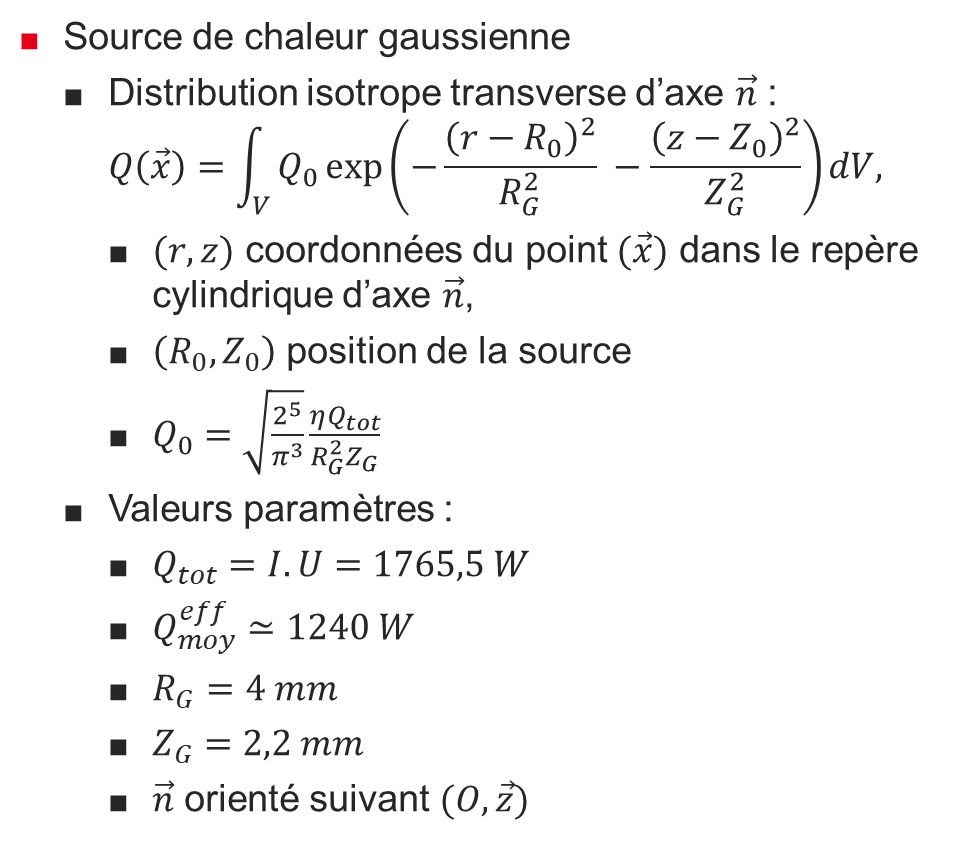 ■ Source de chaleur gaussienne
■ Distribution isotrope transverse d’axe $\vec{n}$ :
$Q(\vec{x}) = \int_V Q_0 \exp\left(-\frac{(r - R_0)^2}{R_G^2} - \frac{(z - Z_0)^2}{Z_G^2}\right) dV,$
■ $(r, z)$ coordonnées du point $(\vec{x})$ dans le repère
cylindrique d’axe $\vec{n}$,
■ $(R_0, Z_0)$ position de la source
■ $Q_0 = \sqrt{\frac{2^5}{\pi^3}} \frac{\eta Q_{tot}}{R_G^2 Z_G}$
■ Valeurs paramètres :
■ $Q_{tot} = I.U = 1765,5\ W$
■ $Q_{moy}^{eff} \simeq 1240\ W$
■ $R_G = 4\ mm$
■ $Z_G = 2,2\ mm$
■ $\vec{n}$ orienté suivant $(O, \vec{z})$